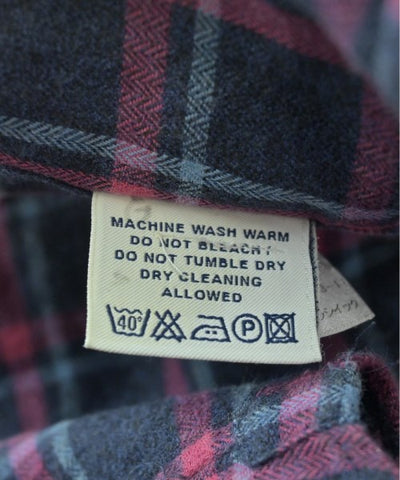 MACHINE WASH WARM
DO NOT BLEACH
DO NOT TUMBLE DRY
DRY CLEANING
ALLOWED
40° P